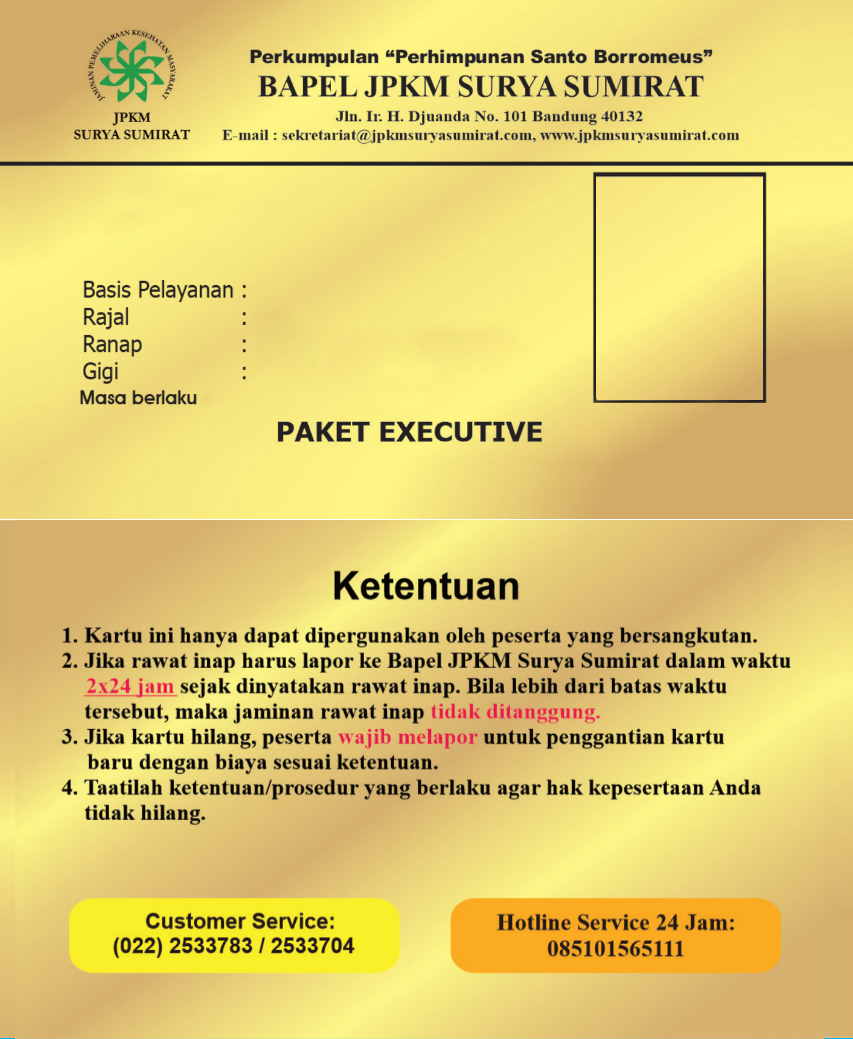 JAMINAN PEMELIHARAAN KESEHATAN MASYARAKAT
JPKM
SURYA SUMIRAT
Perkumpulan “Perhimpunan Santo Borromeus”
BAPEL JPKM SURYA SUMIRAT
Jln. Ir. H. Djuanda No. 101 Bandung 40132
E-mail : sekretariat@jpkmsuryasumirat.com, www.jpkmsuryasumirat.com
Basis Pelayanan :
Rajal :
Ranap :
Gigi :
Masa berlaku
PAKET EXECUTIVE
Ketentuan
1. Kartu ini hanya dapat dipergunakan oleh peserta yang bersangkutan.
2. Jika rawat inap harus lapor ke Bapel JPKM Surya Sumirat dalam waktu
2x24 jam sejak dinyatakan rawat inap. Bila lebih dari batas waktu
tersebut, maka jaminan rawat inap tidak ditanggung.
3. Jika kartu hilang, peserta wajib melapor untuk penggantian kartu
baru dengan biaya sesuai ketentuan.
4. Taatilah ketentuan/prosedur yang berlaku agar hak kepesertaan Anda
tidak hilang.
Customer Service:
(022) 2533783 / 2533704
Hotline Service 24 Jam:
085101565111